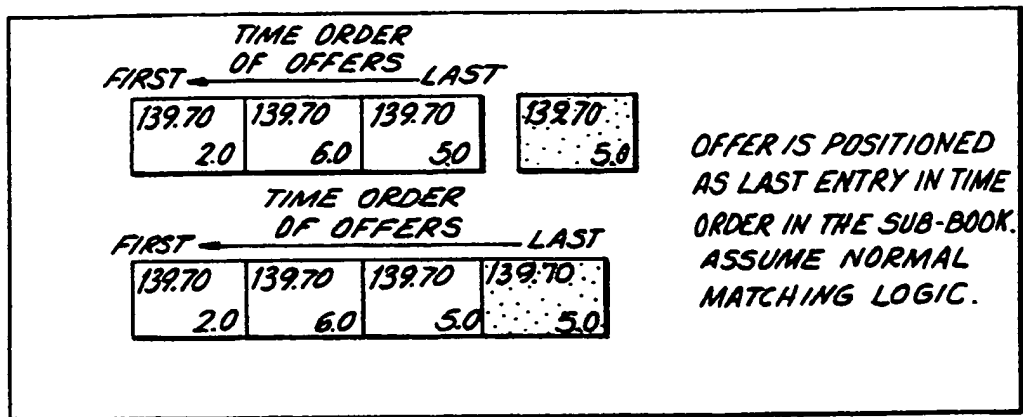 TIME ORDER
OF OFFERS
FIRST LAST
139.70 139.70 139.70 139.70
2.0 6.0 5.0 5.0
TIME ORDER
OF OFFERS
FIRST LAST
139.70 139.70 139.70 139.70
2.0 6.0 5.0 5.0
OFFER IS POSITIONED
AS LAST ENTRY IN TIME
ORDER IN THE SUB-BOOK.
ASSUME NORMAL
MATCHING LOGIC.